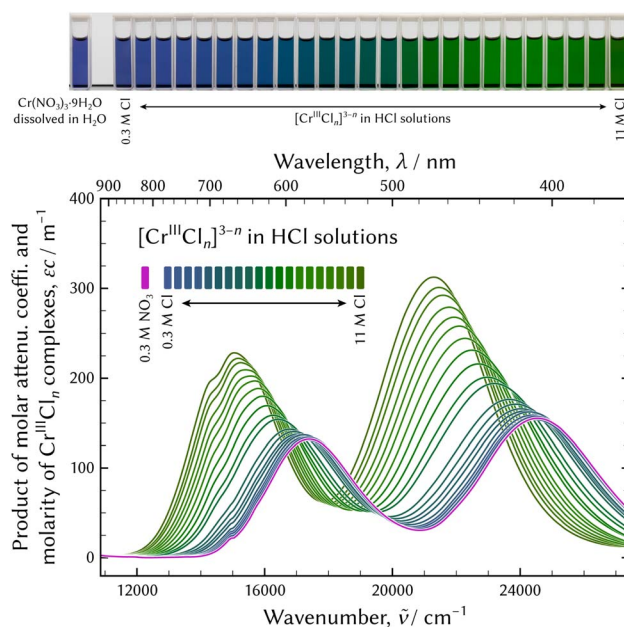 Cr(NO₃)₃·9H₂O
dissolved in H₂O
0.3 M Cl
[CrᴵᴵᴵClₙ]³⁻ⁿ in HCl solutions
11 M Cl
Wavelength, λ / nm
900 800 700 600 500 400
Product of molar attenu. coeffi. and
molarity of CrᴵᴵᴵClₙ complexes, εc / m⁻¹
400
300
200
100
0
[CrᴵᴵᴵClₙ]³⁻ⁿ in HCl solutions
0.3 M NO₃
0.3 M Cl
11 M Cl
12000 16000 20000 24000
Wavenumber, ν̃ / cm⁻¹